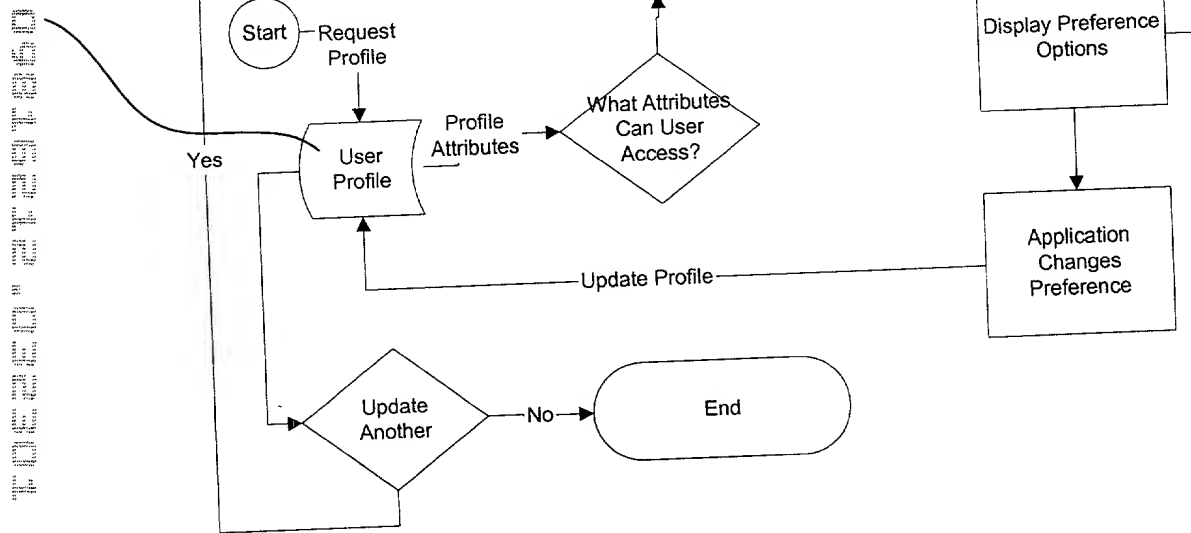 Start
Request
Profile
Display Preference
Options
What Attributes
Can User
Access?
Profile
Attributes
Yes
User
Profile
Application
Changes
Preference
Update Profile
Update
Another
No
End